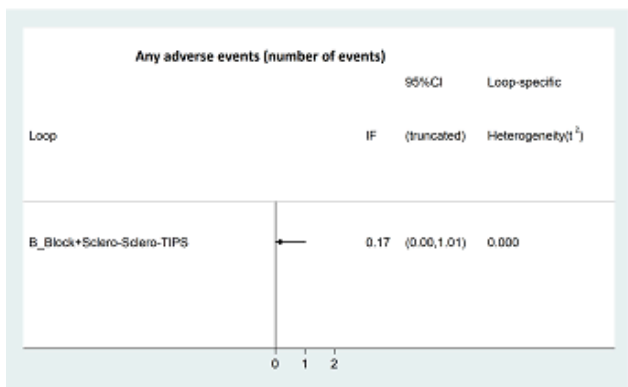 Any adverse events (number of events)
95%CI Loop-specific
Loop IF (truncated) Heterogeneity(t²)
B_Block+Sclero-Sclero-TIPS 0.17 (0.00,1.01) 0.000
0 1 2